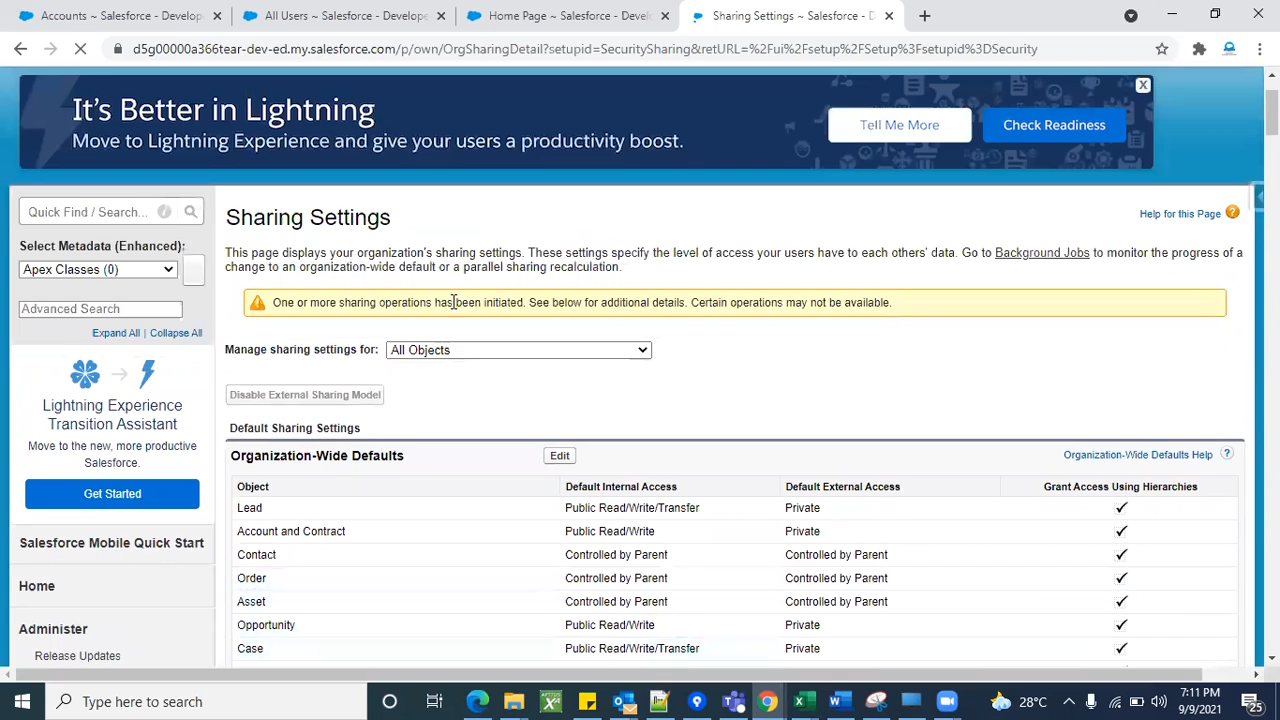 Accounts ~ Salesforce - Develop
All Users ~ Salesforce - Develope
Home Page ~ Salesforce - Devel
Sharing Settings ~ Salesforce - D
d5g00000a366tear-dev-ed.my.salesforce.com/p/own/OrgSharingDetail?setupid=SecuritySharing&retURL=%2Fui%2Fsetup%2FSetup%3Fsetupid%3DSecurity
It's Better in Lightning
Move to Lightning Experience and give your users a productivity boost.
Tell Me More
Check Readiness
X
Quick Find / Search...
Select Metadata (Enhanced):
Apex Classes (0)
Advanced Search
Expand All | Collapse All
Lightning Experience
Transition Assistant
Move to the new, more productive
Salesforce.
Get Started
Salesforce Mobile Quick Start
Home
Administer
Release Updates
Sharing Settings
Help for this Page
This page displays your organization's sharing settings. These settings specify the level of access your users have to each others' data. Go to Background Jobs to monitor the progress of a
change to an organization-wide default or a parallel sharing recalculation.
One or more sharing operations has been initiated. See below for additional details. Certain operations may not be available.
Manage sharing settings for: All Objects
Disable External Sharing Model
Default Sharing Settings
Organization-Wide Defaults Edit Organization-Wide Defaults Help ?
Object Default Internal Access Default External Access Grant Access Using Hierarchies
Lead Public Read/Write/Transfer Private ✓
Account and Contract Public Read/Write Private ✓
Contact Controlled by Parent Controlled by Parent ✓
Order Controlled by Parent Controlled by Parent ✓
Asset Controlled by Parent Controlled by Parent ✓
Opportunity Public Read/Write Private ✓
Case Public Read/Write/Transfer Private ✓
Type here to search
28°C
7:11 PM
9/9/2021
25